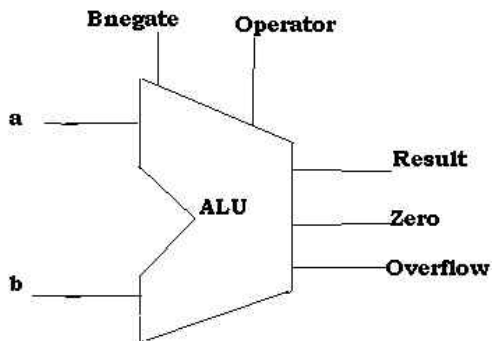 Bnegate
Operator
a
Result
ALU
Zero
Overflow
b